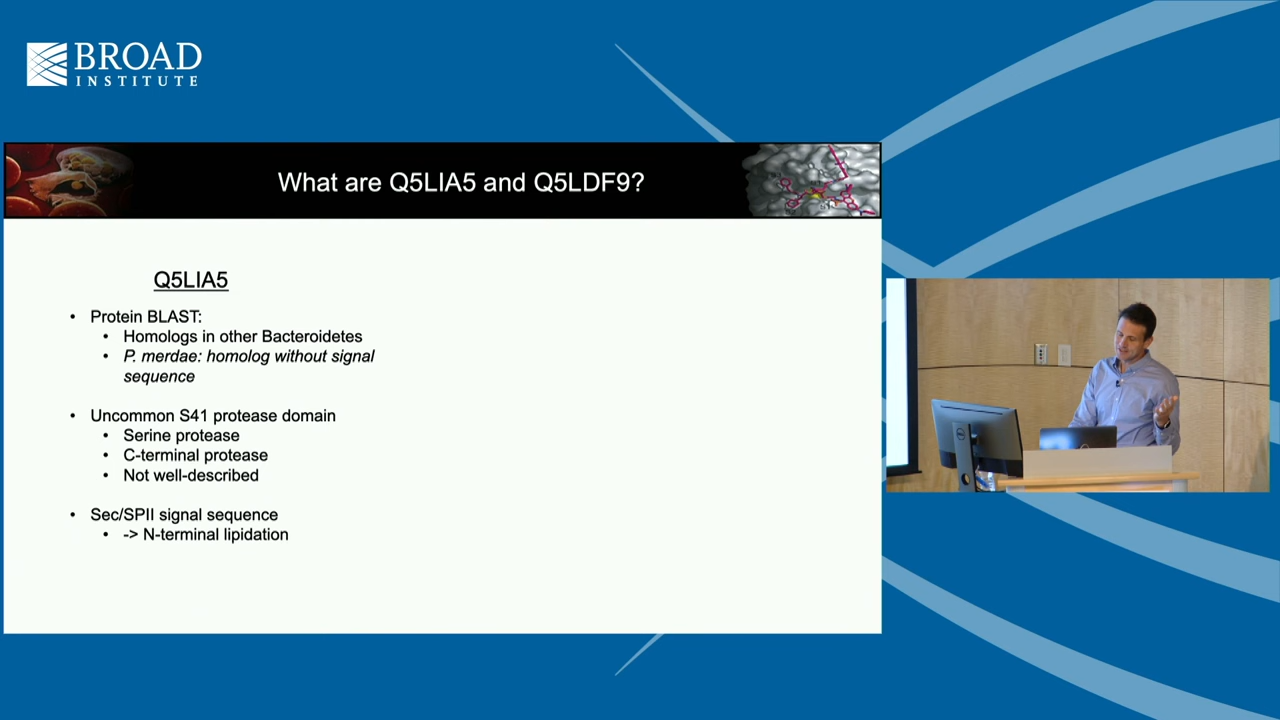 BROAD
INSTITUTE
What are Q5LIA5 and Q5LDF9?
Q5LIA5
• Protein BLAST:
• Homologs in other Bacteroidetes
• P. merdae: homolog without signal
sequence
• Uncommon S41 protease domain
• Serine protease
• C-terminal protease
• Not well-described
• Sec/SPII signal sequence
• -> N-terminal lipidation